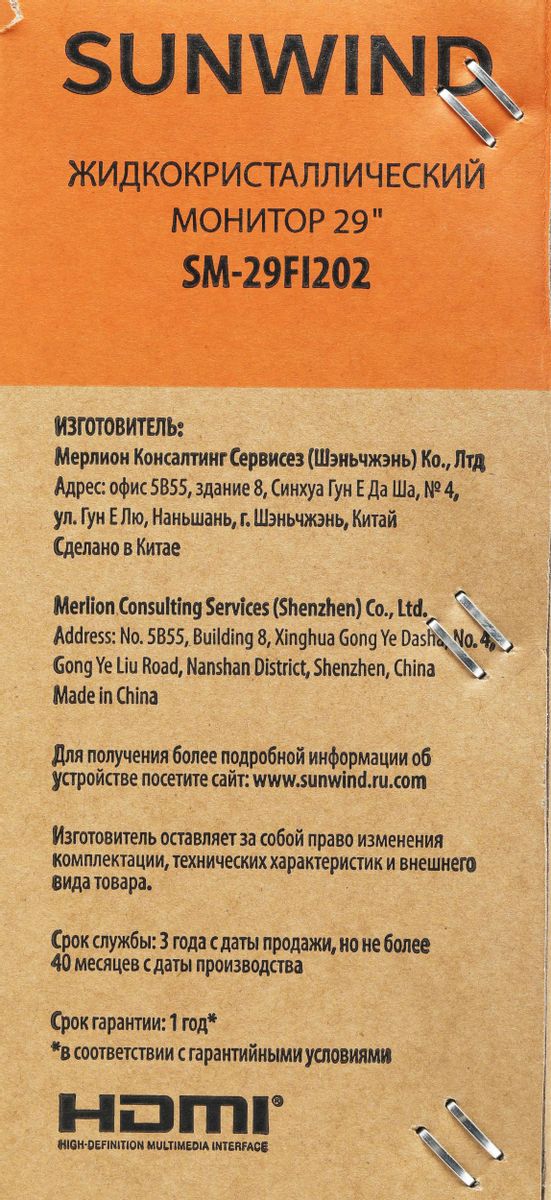 SUNWIND
ЖИДКОКРИСТАЛЛИЧЕСКИЙ
МОНИТОР 29"
SM-29FI202
ИЗГОТОВИТЕЛЬ:
Мерлион Консалтинг Сервисез (Шэньчжэнь) Ко., Лтд
Адрес: офис 5B55, здание 8, Синхуа Гун Е Да Ша, № 4,
ул. Гун Е Лю, Наньшань, г. Шэньчжэнь, Китай
Сделано в Китае
Merlion Consulting Services (Shenzhen) Co., Ltd.
Address: No. 5B55, Building 8, Xinghua Gong Ye Dasha, No. 4,
Gong Ye Liu Road, Nanshan District, Shenzhen, China
Made in China
Для получения более подробной информации об
устройстве посетите сайт: www.sunwind.ru.com
Изготовитель оставляет за собой право изменения
комплектации, технических характеристик и внешнего
вида товара.
Срок службы: 3 года с даты продажи, но не более
40 месяцев с даты производства
Срок гарантии: 1 год*
*в соответствии с гарантийными условиями
HDMI®
HIGH-DEFINITION MULTIMEDIA INTERFACE